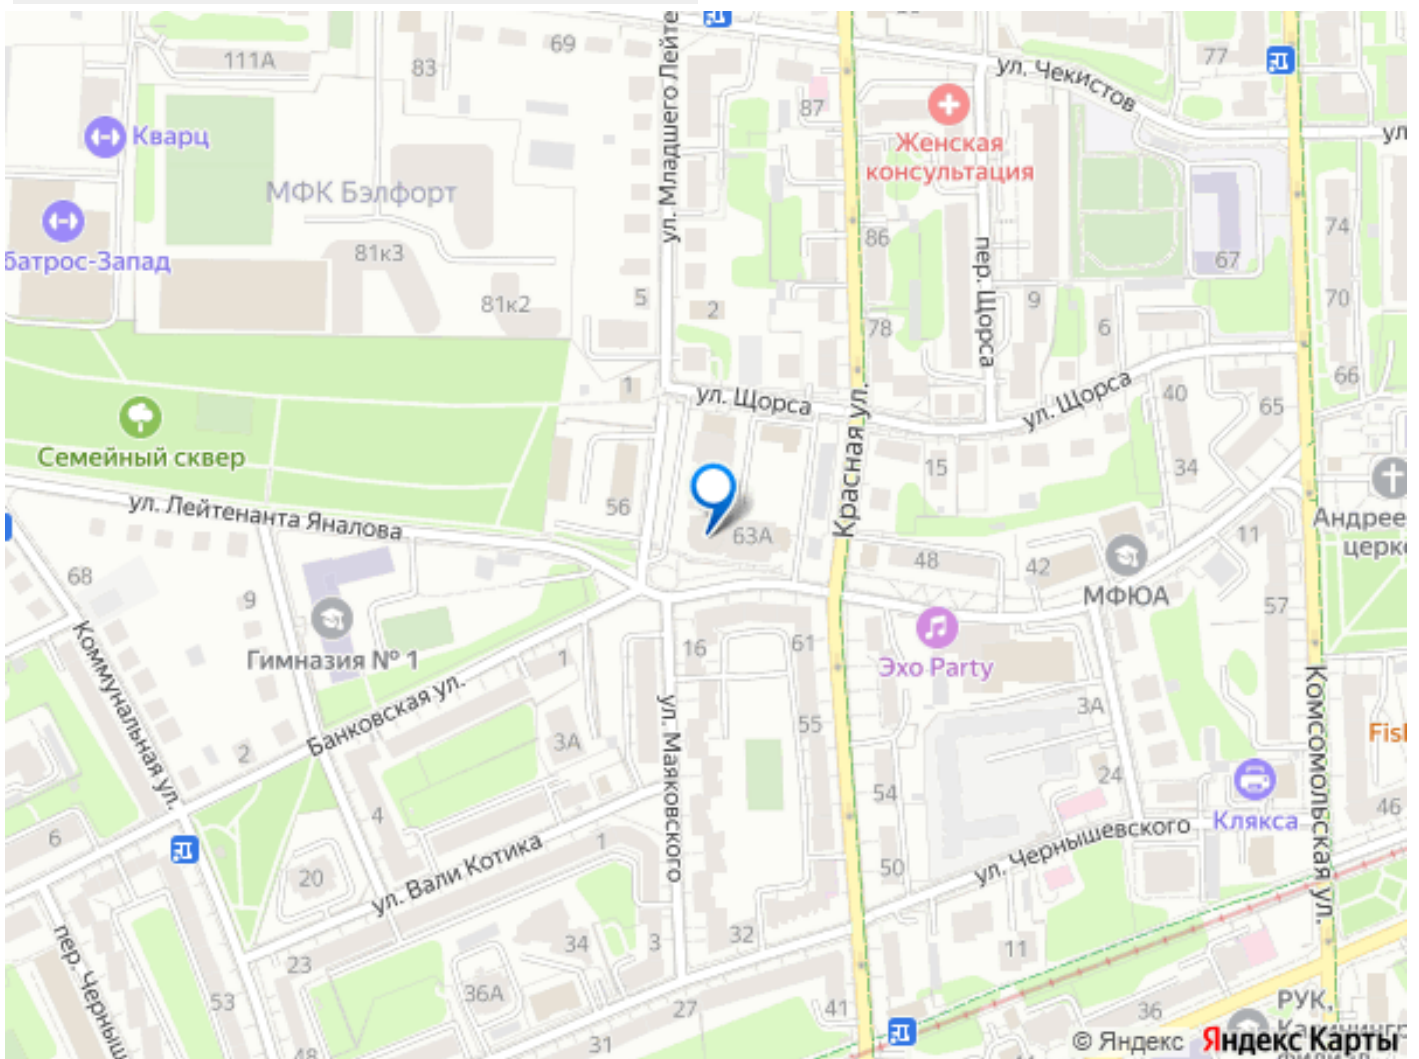 111А
69
83
77
ул. Чекистов
87
Кварц
Женская
консультация
МФК Бэлфорт
ул. Младшего Лейте
ул
74
86
батрос-Запад
81к3
пер. Щорса
67
81к2
5
2
9
6
70
78
1
66
ул. Щорса
ул. Щорса
40
65
Семейный сквер
Красная ул.
15
34
ул. Лейтенанта Яналова
56
63А
48
42
11
Андрее
церк
68
9
МФЮА
57
Гимназия № 1
16
61
1
Эхо Party
Коммунальная ул.
Банковская ул.
ул. Маяковского
55
3А
Комсомольская ул.
3А
2
Fis
4
54
24
46
Клякса
6
1
ул. Чернышевского
ул. Вали Котика
20
50
пер. Черныш
34
3
32
11
23
36А
53
27
41
36
РУК,
Калинингр
филиал
31
48
© Яндекс Яндекс Карты